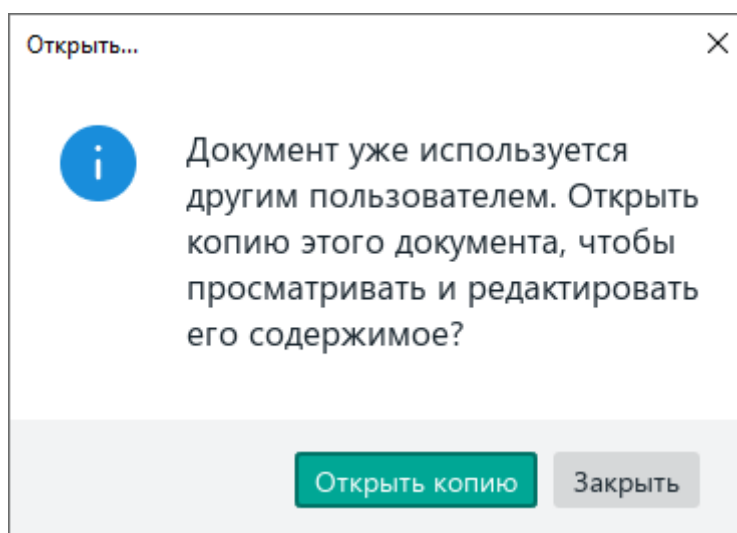 Открыть...
Документ уже используется
другим пользователем. Открыть
копию этого документа, чтобы
просматривать и редактировать
его содержимое?
Открыть копию
Закрыть